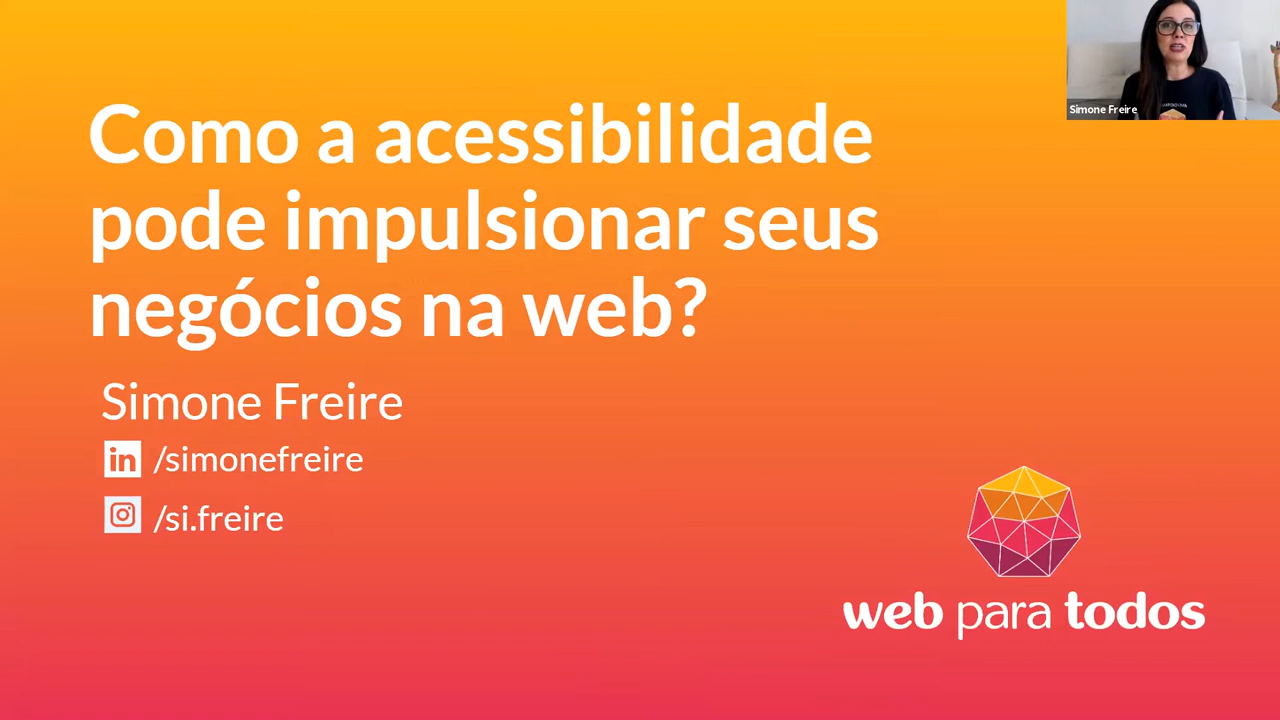 Como a acessibilidade
pode impulsionar seus
negócios na web?
Simone Freire
/simonefreire
/si.freire
web para todos
Simone Freire